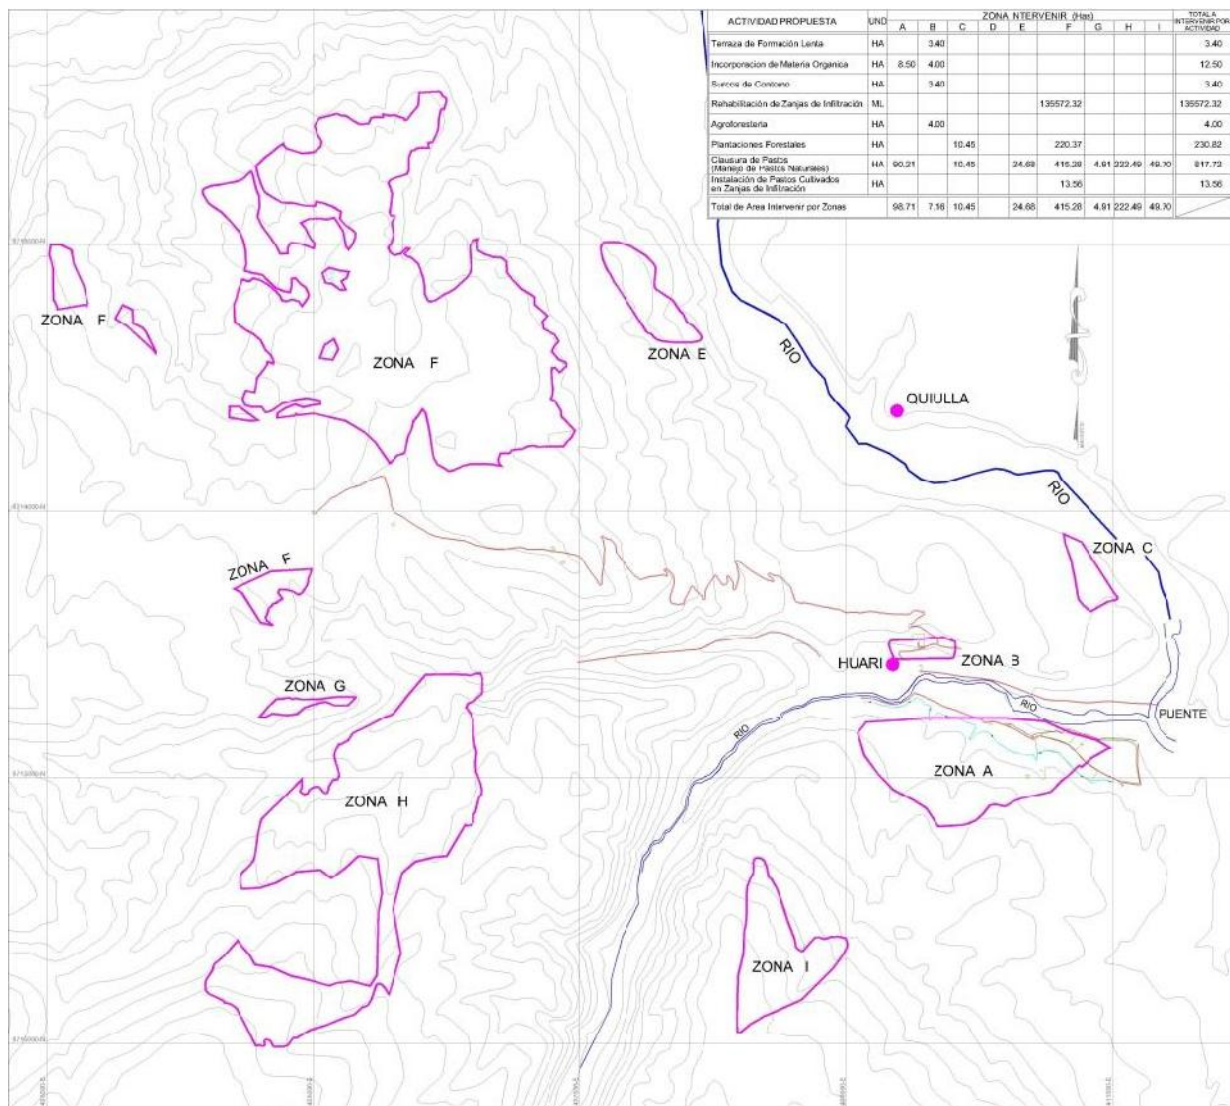 ACTIVIDAD PROPUESTA UND ZONA NTERVENIR (Has) TOTAL A INTERVENIR POR ACTIVIDAD
A B C D E F G H I
Terraza de Formación Lenta HA 3.40 3.40
Incorporacion de Materia Organica HA 8.50 4.00 12.50
Surcos de Contorno HA 3.40 3.40
Rehabilitación de Zanjas de Infiltración ML 135572.32 135572.32
Agroforesteria HA 4.00 4.00
Plantaciones Forestales HA 10.45 220.37 230.82
Clausura de Pastos
(Manejo de Pastos Naturales) HA 90.21 10.45 24.68 415.28 4.91 222.49 49.70 817.72
Instalación de Pastos Cultivados
en Zanjas de Infiltración HA 13.56 13.56
Total de Area Intervenir por Zonas 98.71 7.16 10.45 24.68 415.28 4.91 222.49 49.70
ZONA F
ZONA F
ZONA E
RIO
QUIULLA
RIO
ZONA C
ZONA F
HUARI
ZONA B
ZONA G
RIO
PUENTE
RIO
ZONA A
ZONA H
ZONA I